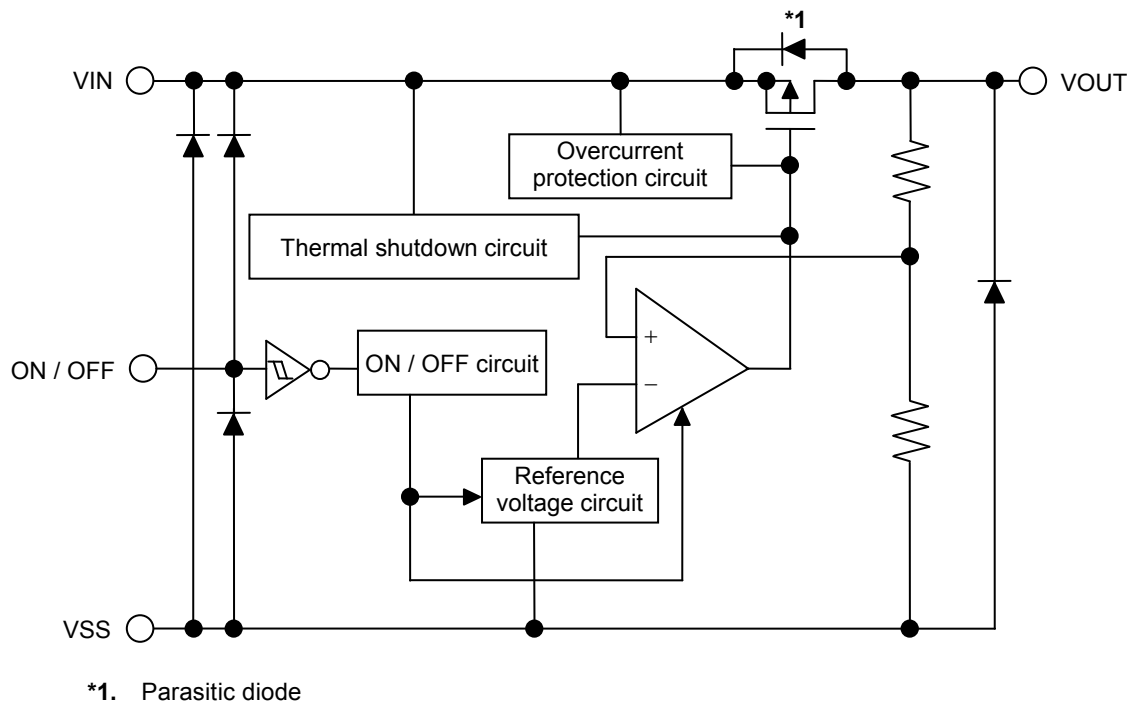 *1
VIN
VOUT
Overcurrent
protection circuit
Thermal shutdown circuit
+
−
ON / OFF
ON / OFF circuit
Reference
voltage circuit
VSS
*1. Parasitic diode